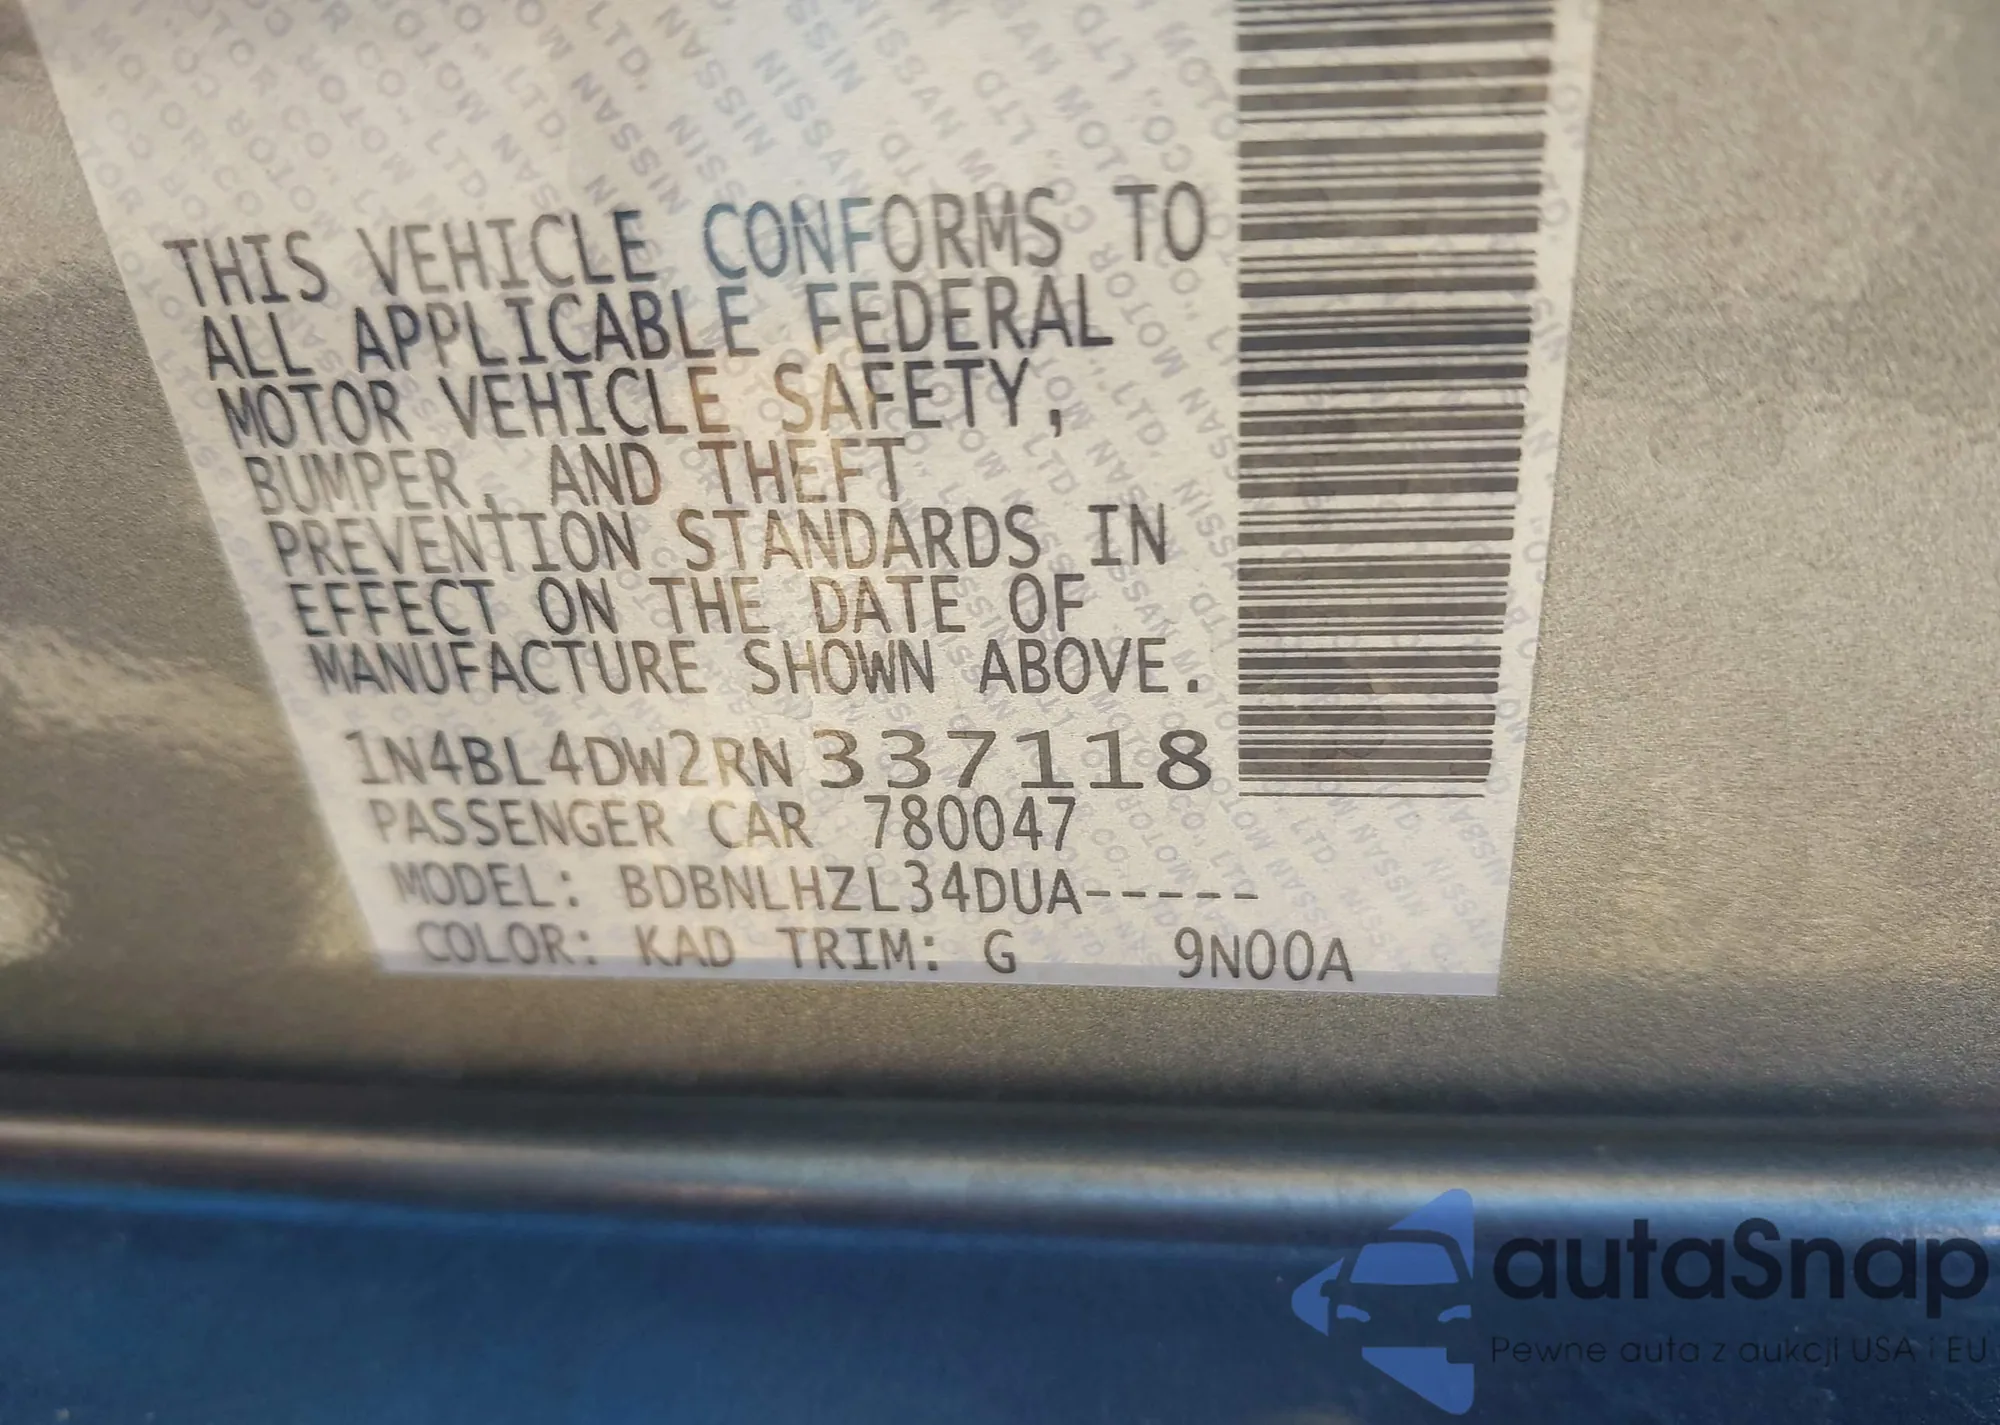 THIS VEHICLE CONFORMS TO
ALL APPLICABLE FEDERAL
MOTOR VEHICLE SAFETY,
BUMPER, AND THEFT
PREVENTION STANDARDS IN
EFFECT ON THE DATE OF
MANUFACTURE SHOWN ABOVE.
1N4BL4DW2RN337118
PASSENGER CAR 780047
MODEL: BDBNLHZL34DUA-----
COLOR: KAD TRIM: G 9N00A
autaSnap
Pewne auta z aukcji USA i EU